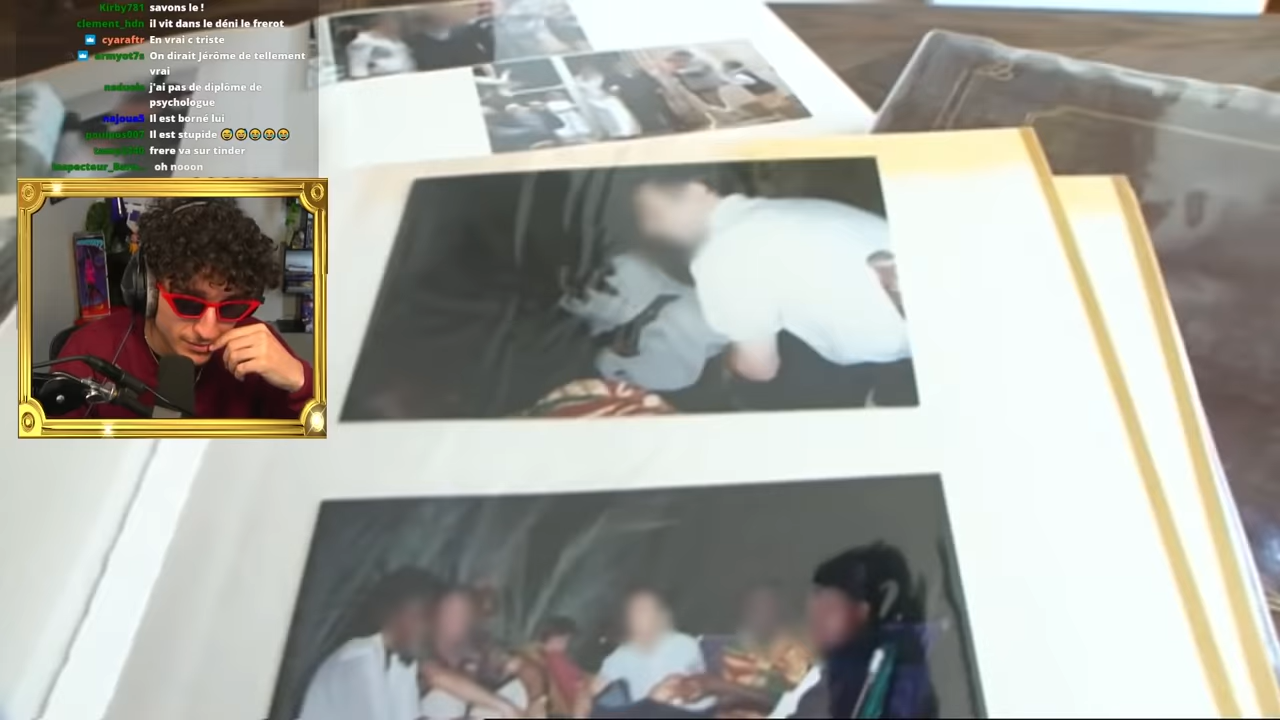 Kirby781 savons le !
clement_hdn il vit dans le déni le frerot
cyaraftr En vrai c triste
On dirait Jérôme de tellement
vrai
j'ai pas de diplôme de
psychologue
najoua5 Il est borné lui
Il est stupide 😅😅😂😂😂
frere va sur tinder
oh nooon